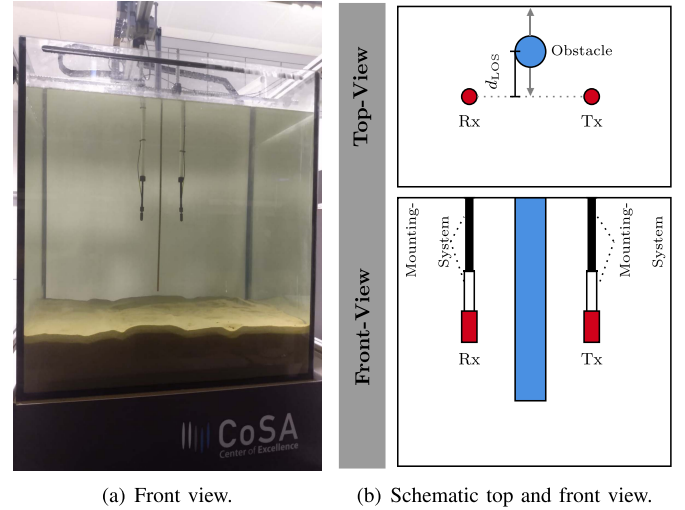 CoSA
Center of Excellence
(a) Front view.
Top-View
Obstacle
dLOS
Rx
Tx
Front-View
Mounting-
System
Mounting-
System
Rx
Tx
(b) Schematic top and front view.